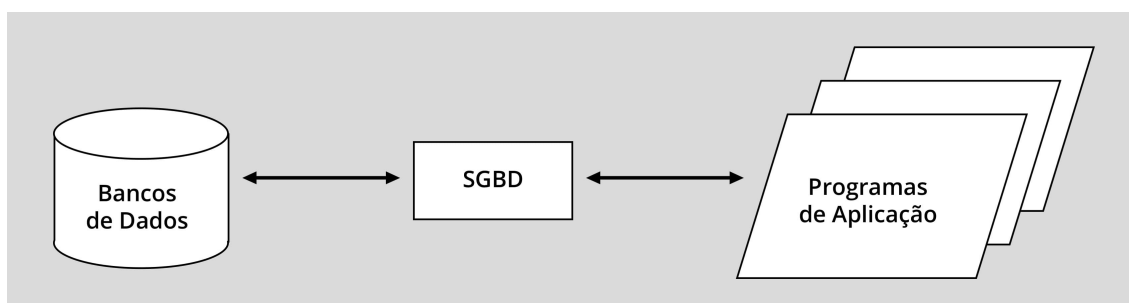 Bancos
de Dados
SGBD
Programas
de Aplicação